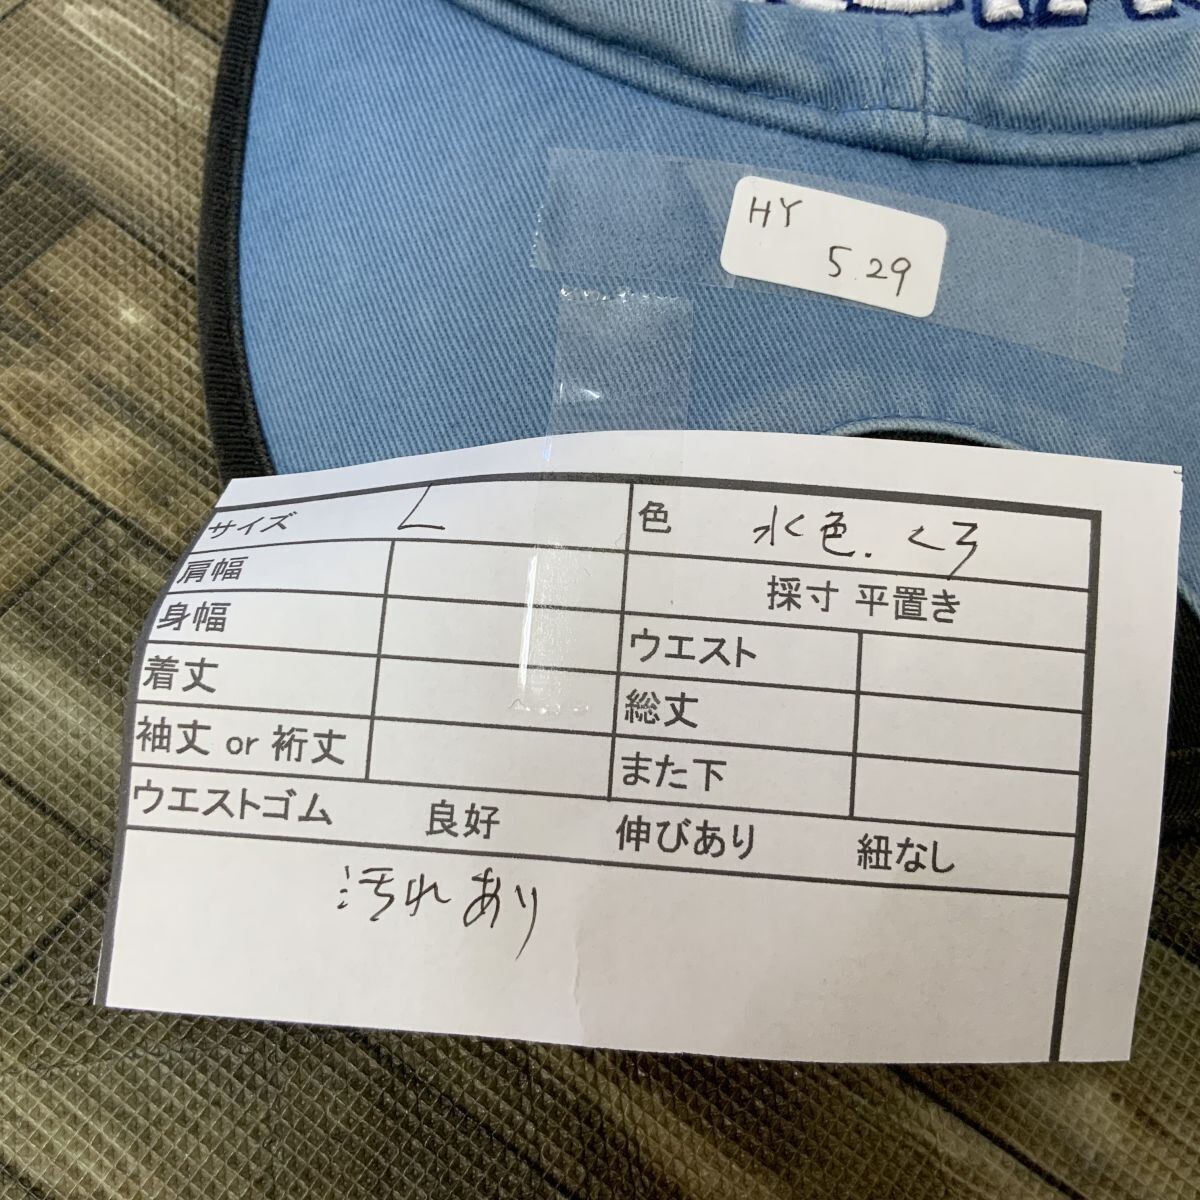 HY
5.29
サイズ L 色 水色.くろ
肩幅 採寸 平置き
身幅 ウエスト
着丈 総丈
袖丈 or 裄丈 また下
ウエストゴム 良好 伸びあり 紐なし
汚れあり